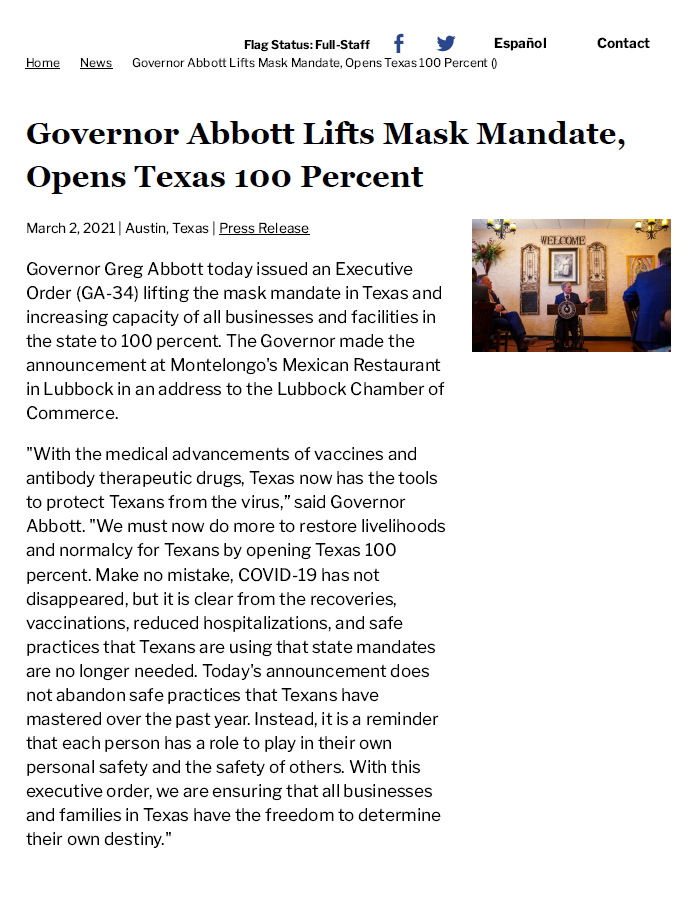 Flag Status: Full-Staff Español Contact
Home News Governor Abbott Lifts Mask Mandate, Opens Texas 100 Percent ()
Governor Abbott Lifts Mask Mandate,
Opens Texas 100 Percent
March 2, 2021 | Austin, Texas | Press Release
WELCOME
Governor Greg Abbott today issued an Executive
Order (GA-34) lifting the mask mandate in Texas and
increasing capacity of all businesses and facilities in
the state to 100 percent. The Governor made the
announcement at Montelongo's Mexican Restaurant
in Lubbock in an address to the Lubbock Chamber of
Commerce.
"With the medical advancements of vaccines and
antibody therapeutic drugs, Texas now has the tools
to protect Texans from the virus,” said Governor
Abbott. "We must now do more to restore livelihoods
and normalcy for Texans by opening Texas 100
percent. Make no mistake, COVID-19 has not
disappeared, but it is clear from the recoveries,
vaccinations, reduced hospitalizations, and safe
practices that Texans are using that state mandates
are no longer needed. Today's announcement does
not abandon safe practices that Texans have
mastered over the past year. Instead, it is a reminder
that each person has a role to play in their own
personal safety and the safety of others. With this
executive order, we are ensuring that all businesses
and families in Texas have the freedom to determine
their own destiny."